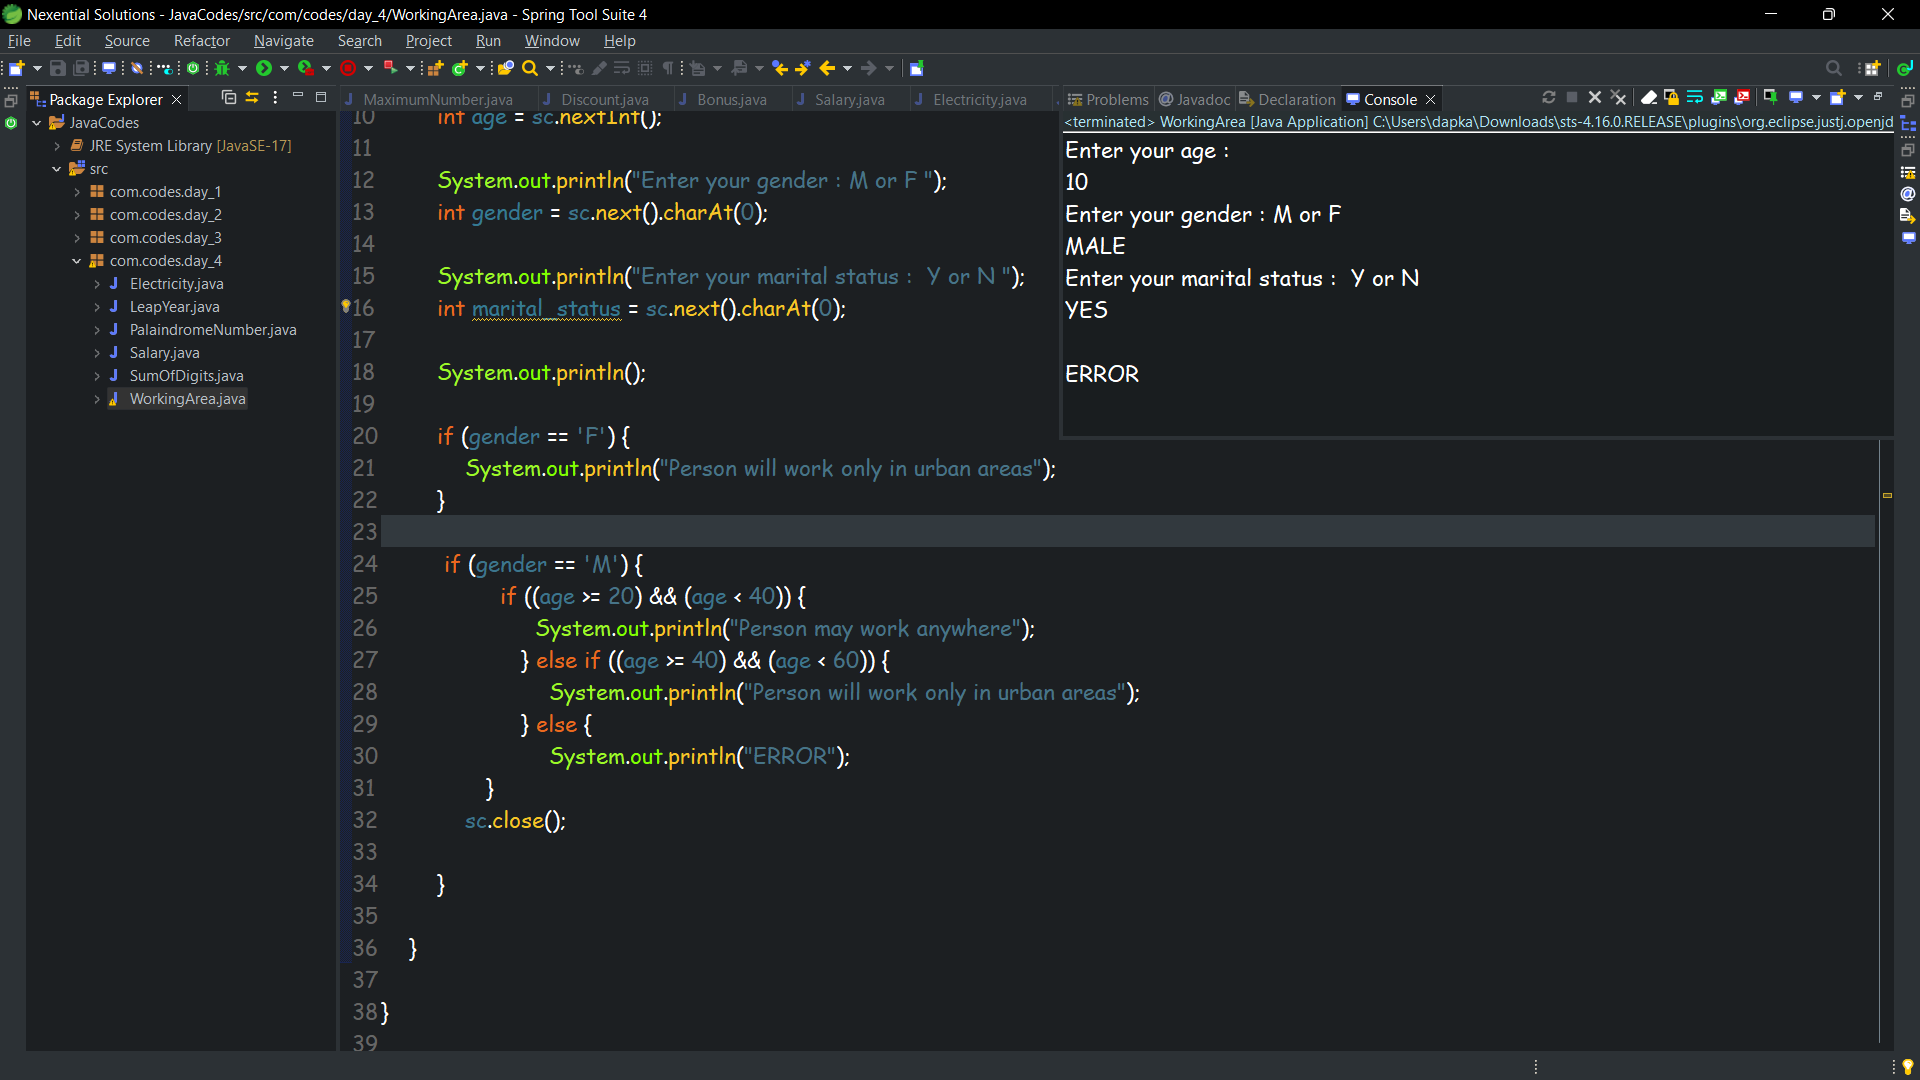 Nexential Solutions - JavaCodes/src/com/codes/day_4/WorkingArea.java - Spring Tool Suite 4
File Edit Source Refactor Navigate Search Project Run Window Help
Package Explorer
JavaCodes
JRE System Library [JavaSE-17]
src
com.codes.day_1
com.codes.day_2
com.codes.day_3
com.codes.day_4
Electricity.java
LeapYear.java
PalaindromeNumber.java
Salary.java
SumOfDigits.java
WorkingArea.java
MaximumNumber.java Discount.java Bonus.java Salary.java Electricity.java
10 int age = sc.nextInt();
11
12 System.out.println("Enter your gender : M or F ");
13 int gender = sc.next().charAt(0);
14
15 System.out.println("Enter your marital status :  Y or N ");
16 int marital_status = sc.next().charAt(0);
17
18 System.out.println();
19
20 if (gender == 'F') {
21 System.out.println("Person will work only in urban areas");
22 }
23
24 if (gender == 'M') {
25 if ((age >= 20) && (age < 40)) {
26 System.out.println("Person may work anywhere");
27 } else if ((age >= 40) && (age < 60)) {
28 System.out.println("Person will work only in urban areas");
29 } else {
30 System.out.println("ERROR");
31 }
32 sc.close();
33
34 }
35
36 }
37
38 }
39
Problems Javadoc Declaration Console
<terminated> WorkingArea [Java Application] C:\Users\dapka\Downloads\sts-4.16.0.RELEASE\plugins\org.eclipse.justj.openjd
Enter your age :
10
Enter your gender : M or F
MALE
Enter your marital status :  Y or N
YES
ERROR